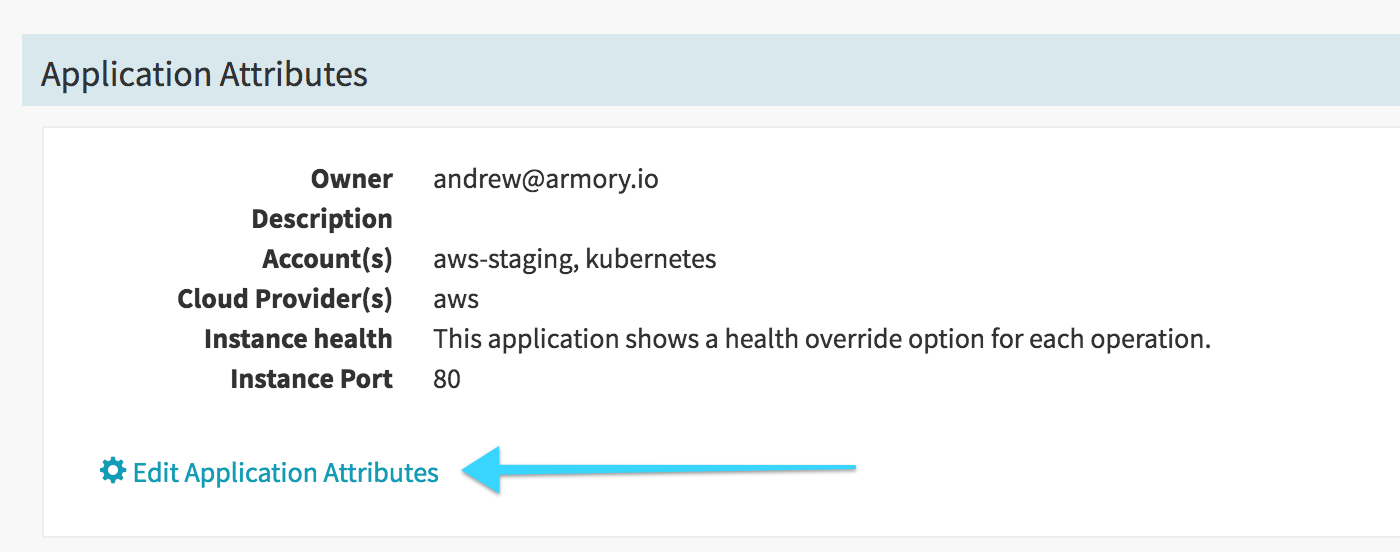 Application Attributes
Owner andrew@armory.io
Description
Account(s) aws-staging, kubernetes
Cloud Provider(s) aws
Instance health This application shows a health override option for each operation.
Instance Port 80
Edit Application Attributes